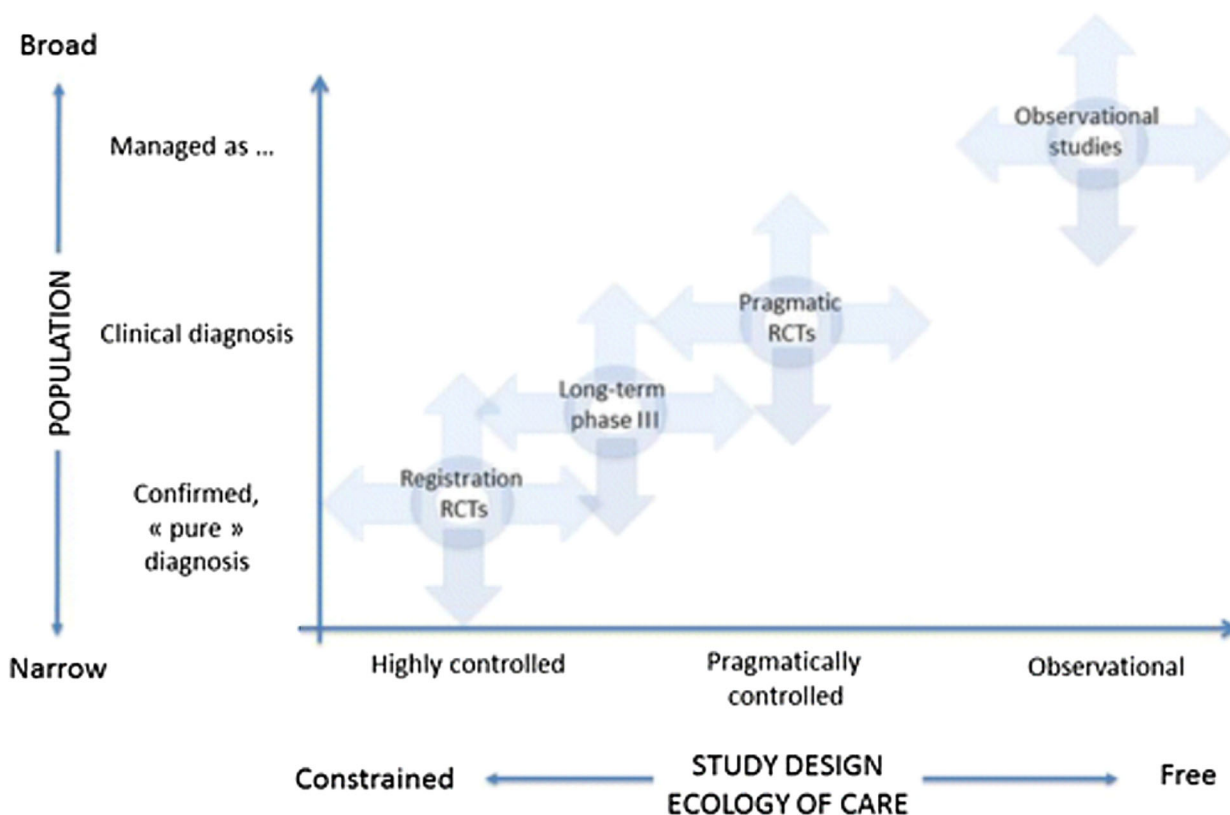 Broad
Managed as ...
Observational
studies
POPULATION
Clinical diagnosis
Pragmatic
RCTs
Long-term
phase III
Confirmed,
« pure »
diagnosis
Registration
RCTs
Narrow
Highly controlled
Pragmatically
controlled
Observational
Constrained
STUDY DESIGN
ECOLOGY OF CARE
Free